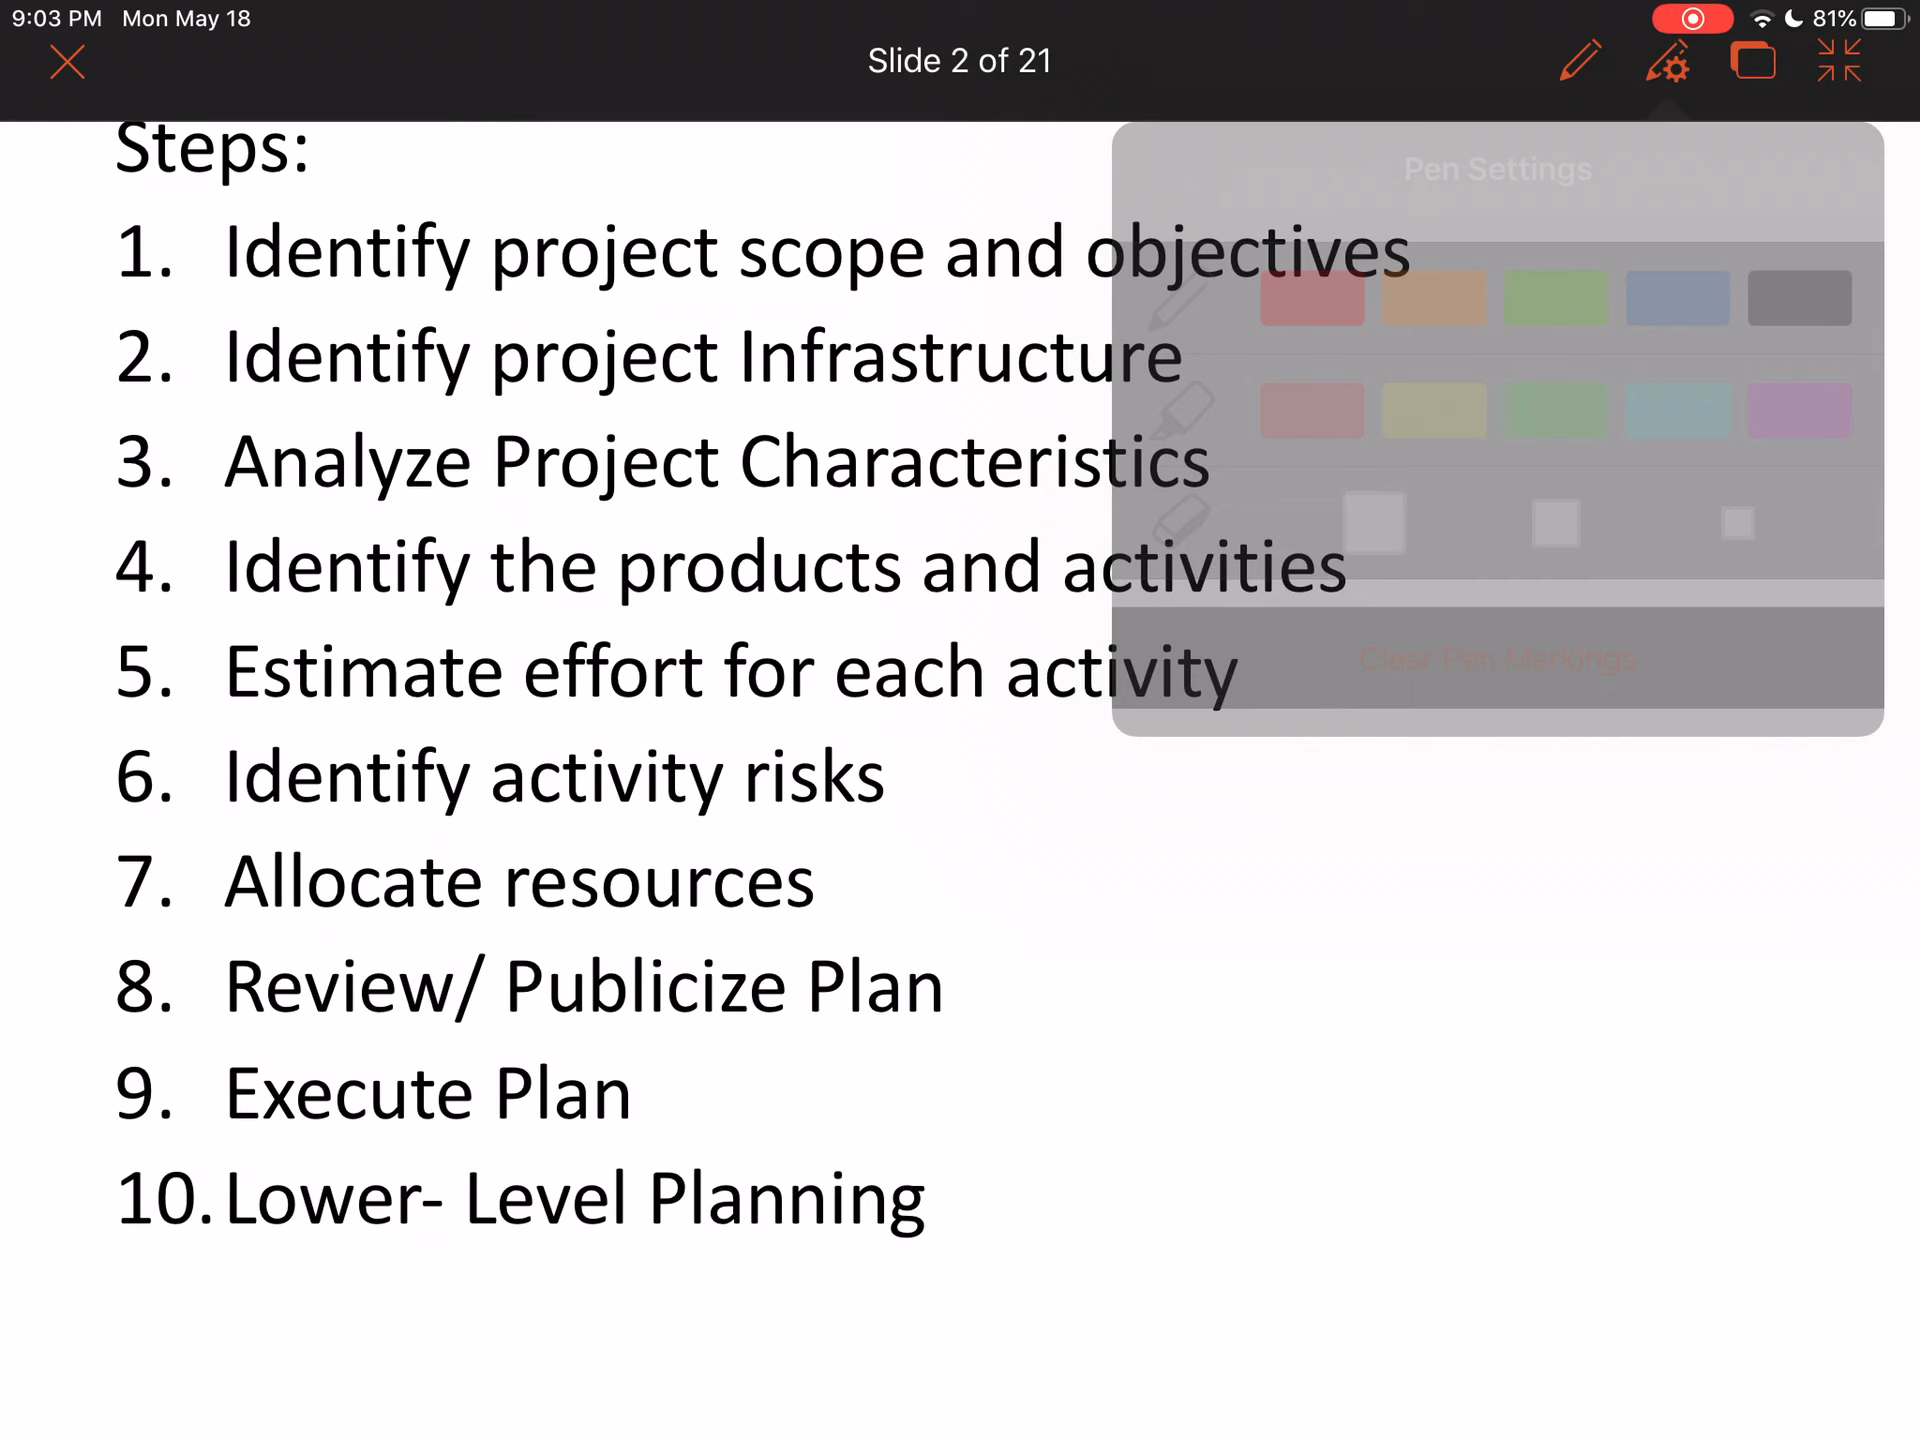 9:03 PM Mon May 18
81%
Slide 2 of 21
Steps:
Pen Settings
1. Identify project scope and objectives
2. Identify project Infrastructure
3. Analyze Project Characteristics
4. Identify the products and activities
5. Estimate effort for each activity
Clear Pen Markings
6. Identify activity risks
7. Allocate resources
8. Review/ Publicize Plan
9. Execute Plan
10. Lower- Level Planning